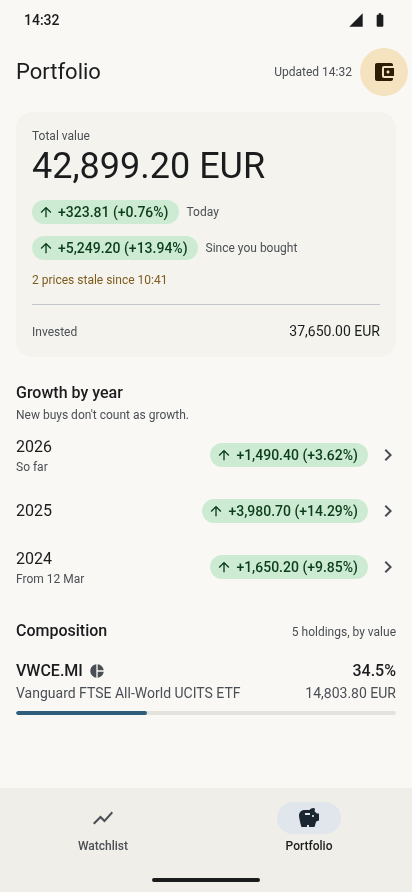 14:32
Portfolio
Updated 14:32
Total value
42,899.20 EUR
+323.81 (+0.76%) Today
+5,249.20 (+13.94%) Since you bought
2 prices stale since 10:41
Invested 37,650.00 EUR
Growth by year
New buys don't count as growth.
2026 +1,490.40 (+3.62%)
So far
2025 +3,980.70 (+14.29%)
2024 +1,650.20 (+9.85%)
From 12 Mar
Composition 5 holdings, by value
VWCE.MI 34.5%
Vanguard FTSE All-World UCITS ETF 14,803.80 EUR
Watchlist Portfolio